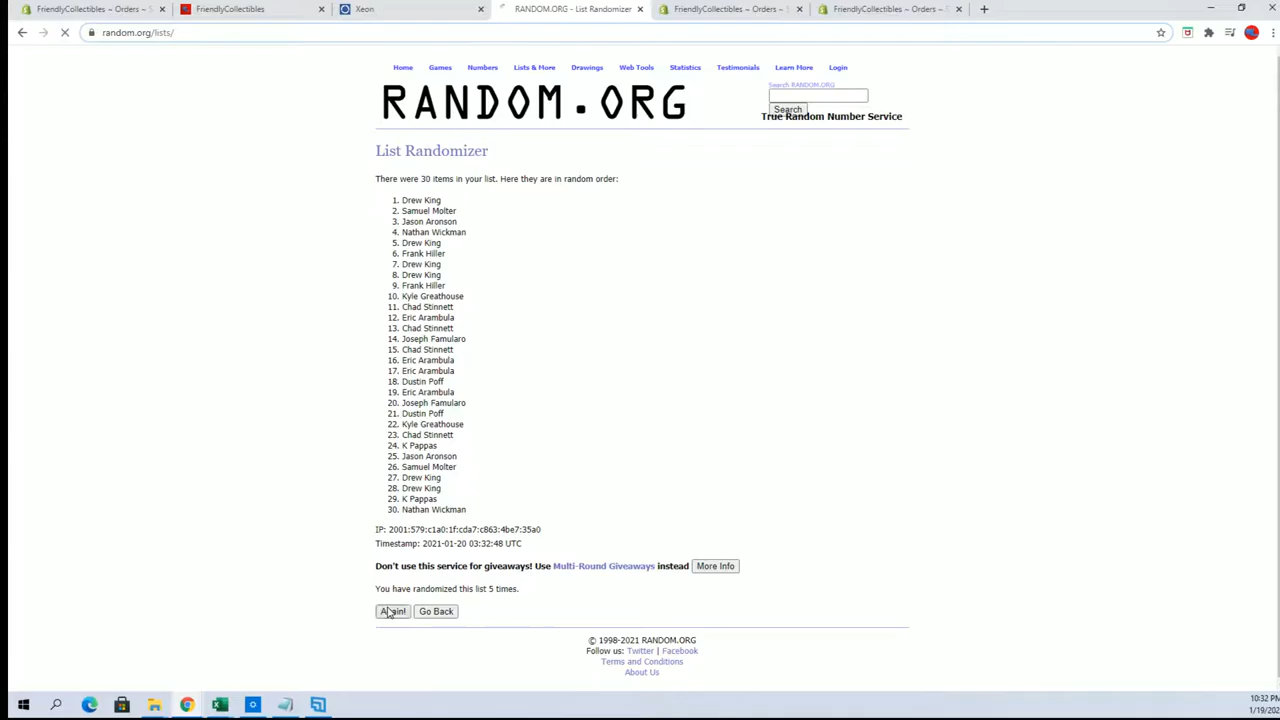 FriendlyCollectibles ~ Orders ~ S
FriendlyCollectibles
Xeon
RANDOM.ORG - List Randomizer
FriendlyCollectibles ~ Orders ~ S
FriendlyCollectibles ~ Orders ~ S
random.org/lists/
Home Games Numbers Lists & More Drawings Web Tools Statistics Testimonials Learn More Login
Search RANDOM.ORG
RANDOM.ORG
Search
True Random Number Service
List Randomizer
There were 30 items in your list. Here they are in random order:
1. Drew King
2. Samuel Molter
3. Jason Aronson
4. Nathan Wickman
5. Drew King
6. Frank Hiller
7. Drew King
8. Drew King
9. Frank Hiller
10. Kyle Greathouse
11. Chad Stinnett
12. Eric Arambula
13. Chad Stinnett
14. Joseph Famularo
15. Chad Stinnett
16. Eric Arambula
17. Eric Arambula
18. Dustin Poff
19. Eric Arambula
20. Joseph Famularo
21. Dustin Poff
22. Kyle Greathouse
23. Chad Stinnett
24. K Pappas
25. Jason Aronson
26. Samuel Molter
27. Drew King
28. Drew King
29. K Pappas
30. Nathan Wickman
IP: 2001:579:c1a0:1f:cda7:c863:4be7:35a0
Timestamp: 2021-01-20 03:32:48 UTC
Don't use this service for giveaways! Use Multi-Round Giveaways instead More Info
You have randomized this list 5 times.
Again! Go Back
© 1998-2021 RANDOM.ORG
Follow us: Twitter | Facebook
Terms and Conditions
About Us
10:32 PM
1/19/202